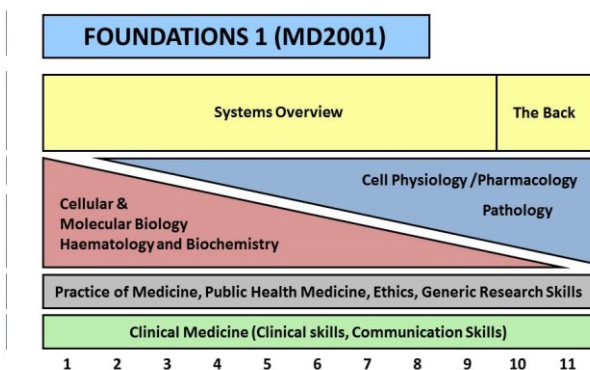 FOUNDATIONS 1 (MD2001)
Systems Overview
The Back
Cell Physiology /Pharmacology
Pathology
Cellular &
Molecular Biology
Haematology and Biochemistry
Practice of Medicine, Public Health Medicine, Ethics, Generic Research Skills
Clinical Medicine (Clinical skills, Communication Skills)
1 2 3 4 5 6 7 8 9 10 11